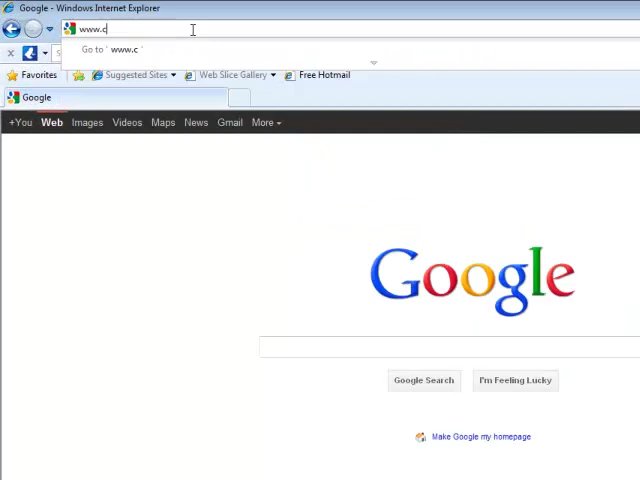 Google - Windows Internet Explorer
www.c
Go to ' www.c '
Favorites Suggested Sites Web Slice Gallery Free Hotmail
Google
+You Web Images Videos Maps News Gmail More
Google
Google Search I'm Feeling Lucky
Make Google my homepage